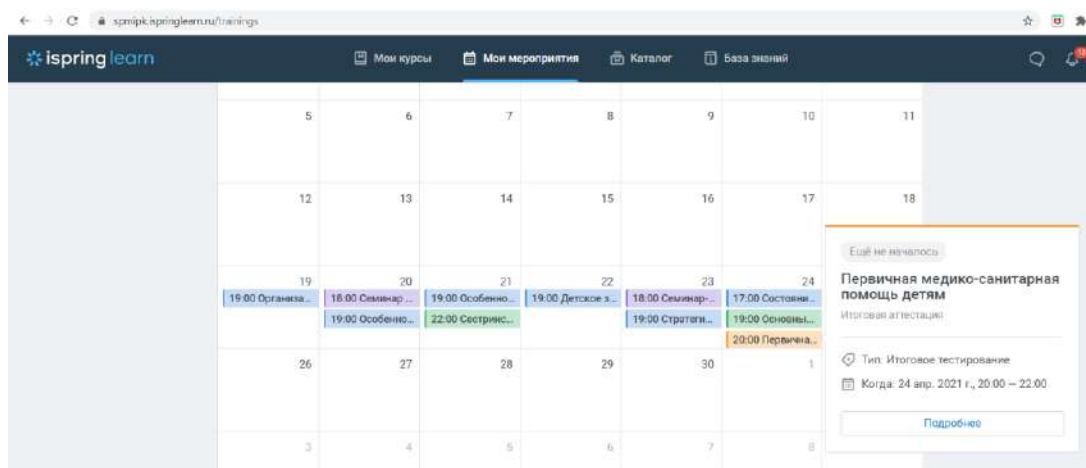 spmipk.ispringlearn.ru/trainings
ispring learn
Мои курсы
Мои мероприятия
Каталог
База знаний
5 6 7 8 9 10 11
12 13 14 15 16 17 18
19 20 21 22 23 24
19:00 Организа... 18:00 Семинар ... 19:00 Особенно... 19:00 Детское з... 18:00 Семинар-... 17:00 Состояни...
19:00 Особенно... 22:00 Сестринс... 19:00 Стратеги... 19:00 Основны...
20:00 Первична...
26 27 28 29 30 1
3 4 5 6 7 8
Ещё не началось
Первичная медико-санитарная
помощь детям
Итоговая аттестация
Тип: Итоговое тестирование
Когда: 24 апр. 2021 г., 20:00 — 22:00
Подробнее